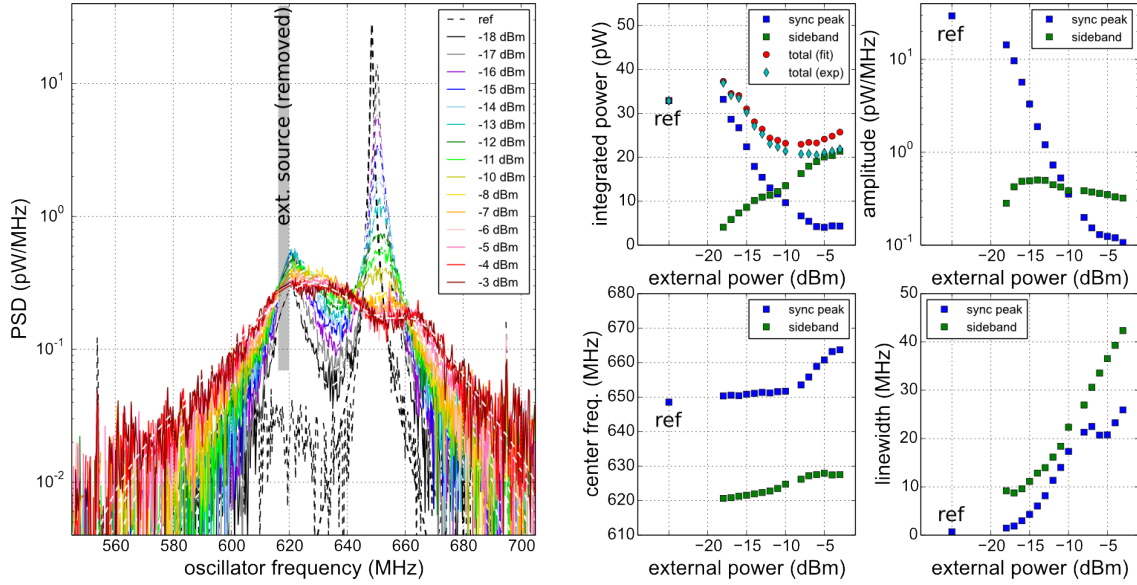 PSD (pW/MHz)
10¹
10⁰
10⁻¹
10⁻²
560
580
600
620
640
660
680
700
oscillator frequency (MHz)
ext. source (removed)
ref
-18 dBm
-17 dBm
-16 dBm
-15 dBm
-14 dBm
-13 dBm
-12 dBm
-11 dBm
-10 dBm
-8 dBm
-7 dBm
-6 dBm
-5 dBm
-4 dBm
-3 dBm
integrated power (pW)
50
40
30
20
10
0
ref
sync peak
sideband
total (fit)
total (exp)
−20 −15 −10 −5
external power (dBm)
amplitude (pW/MHz)
10¹
10⁰
10⁻¹
ref
sync peak
sideband
−20 −15 −10 −5
external power (dBm)
center freq. (MHz)
680
670
660
650
640
630
620
610
ref
sync peak
sideband
−20 −15 −10 −5
external power (dBm)
linewidth (MHz)
50
40
30
20
10
0
ref
sync peak
sideband
−20 −15 −10 −5
external power (dBm)